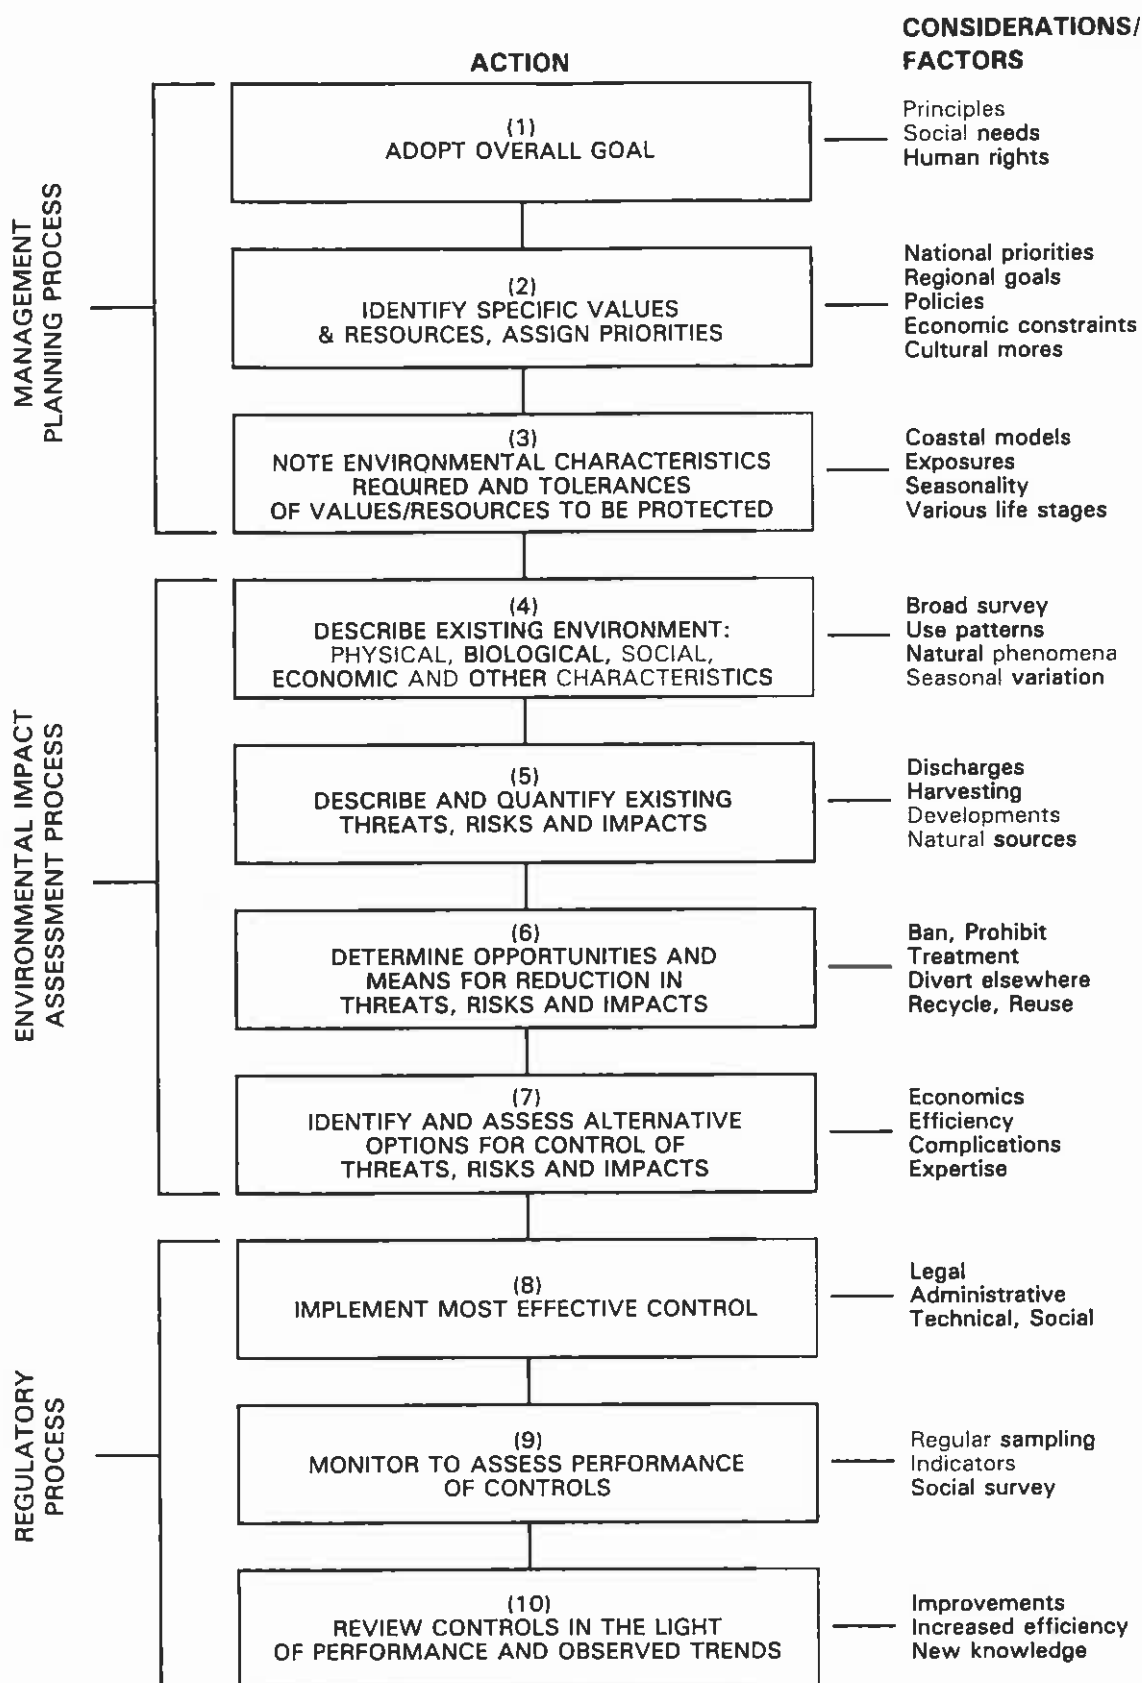 CONSIDERATIONS/
FACTORS
ACTION
MANAGEMENT
PLANNING PROCESS
(1)
ADOPT OVERALL GOAL
Principles
Social needs
Human rights
(2)
IDENTIFY SPECIFIC VALUES
& RESOURCES, ASSIGN PRIORITIES
National priorities
Regional goals
Policies
Economic constraints
Cultural mores
(3)
NOTE ENVIRONMENTAL CHARACTERISTICS
REQUIRED AND TOLERANCES
OF VALUES/RESOURCES TO BE PROTECTED
Coastal models
Exposures
Seasonality
Various life stages
ENVIRONMENTAL IMPACT
ASSESSMENT PROCESS
(4)
DESCRIBE EXISTING ENVIRONMENT:
PHYSICAL, BIOLOGICAL, SOCIAL,
ECONOMIC AND OTHER CHARACTERISTICS
Broad survey
Use patterns
Natural phenomena
Seasonal variation
(5)
DESCRIBE AND QUANTIFY EXISTING
THREATS, RISKS AND IMPACTS
Discharges
Harvesting
Developments
Natural sources
(6)
DETERMINE OPPORTUNITIES AND
MEANS FOR REDUCTION IN
THREATS, RISKS AND IMPACTS
Ban, Prohibit
Treatment
Divert elsewhere
Recycle, Reuse
(7)
IDENTIFY AND ASSESS ALTERNATIVE
OPTIONS FOR CONTROL OF
THREATS, RISKS AND IMPACTS
Economics
Efficiency
Complications
Expertise
REGULATORY
PROCESS
(8)
IMPLEMENT MOST EFFECTIVE CONTROL
Legal
Administrative
Technical, Social
(9)
MONITOR TO ASSESS PERFORMANCE
OF CONTROLS
Regular sampling
Indicators
Social survey
(10)
REVIEW CONTROLS IN THE LIGHT
OF PERFORMANCE AND OBSERVED TRENDS
Improvements
Increased efficiency
New knowledge